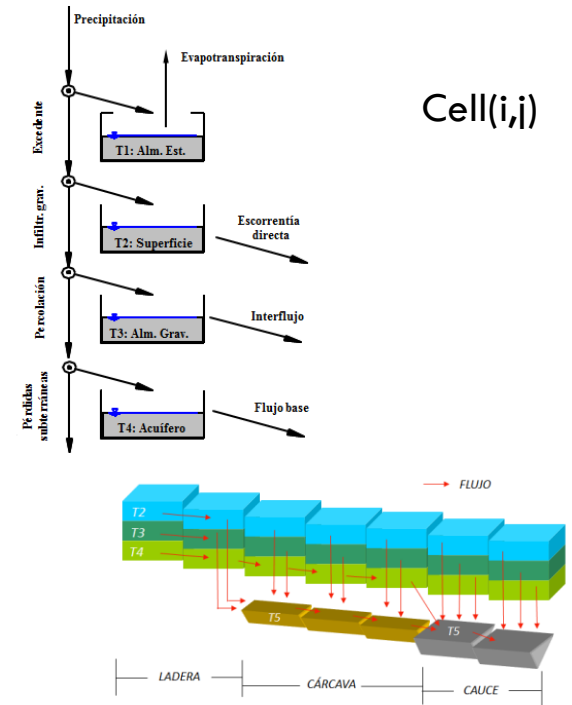 Precipitación
Evapotranspiración
Cell(i,j)
Excedente
T1: Alm. Est.
Infiltr. grav.
T2: Superficie
Escorrentía
directa
Percolación
T3: Alm. Grav.
Interflujo
Pérdidas
subterráneas
T4: Acuífero
Flujo base
FLUJO
T2
T3
T4
T5
T5
LADERA
CÁRCAVA
CAUCE